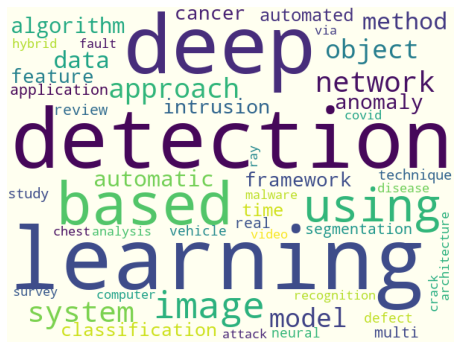 cancer automated
algorithm deep method
hybrid fault via
data object
feature approach network
application anomaly
review intrusion covid
detection
ray
automatic framework technique
study malware disease
based time using
real segmentation
chest analysis vehicle video
learning
survey computer recognition crack architecture
system image model defect
classification attack neural multi